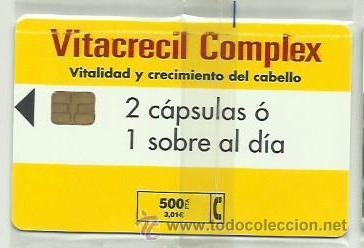 Vitacrecil Complex
Vitalidad y crecimiento del cabello
2 cápsulas ó
1 sobre al día
500 PTA
3,01€
www.todocoleccion.net